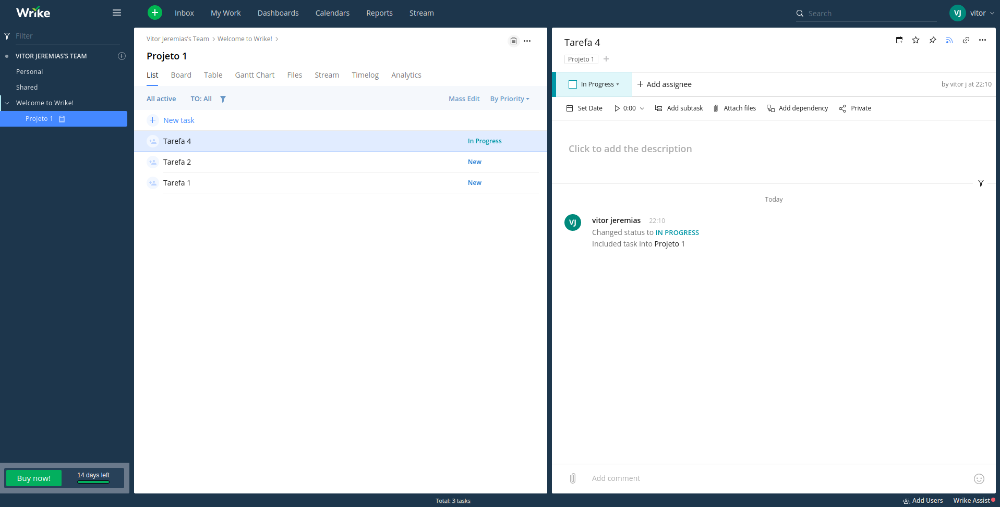 Wrike
Inbox My Work Dashboards Calendars Reports Stream
Search
VJ vitor
Filter
VITOR JEREMIAS'S TEAM
Personal
Shared
Welcome to Wrike!
Projeto 1
Buy now!
14 days left
Vitor Jeremias's Team > Welcome to Wrike! >
Projeto 1
List Board Table Gantt Chart Files Stream Timelog Analytics
All active TO: All Mass Edit By Priority
New task
Tarefa 4 In Progress
Tarefa 2 New
Tarefa 1 New
Total: 3 tasks
Tarefa 4
Projeto 1 +
In Progress + Add assignee by vitor j at 22:10
Set Date 0:00 Add subtask Attach files Add dependency Private
Click to add the description
Today
VJ vitor jeremias 22:10
Changed status to IN PROGRESS
Included task into Projeto 1
Add comment
Add Users Wrike Assist